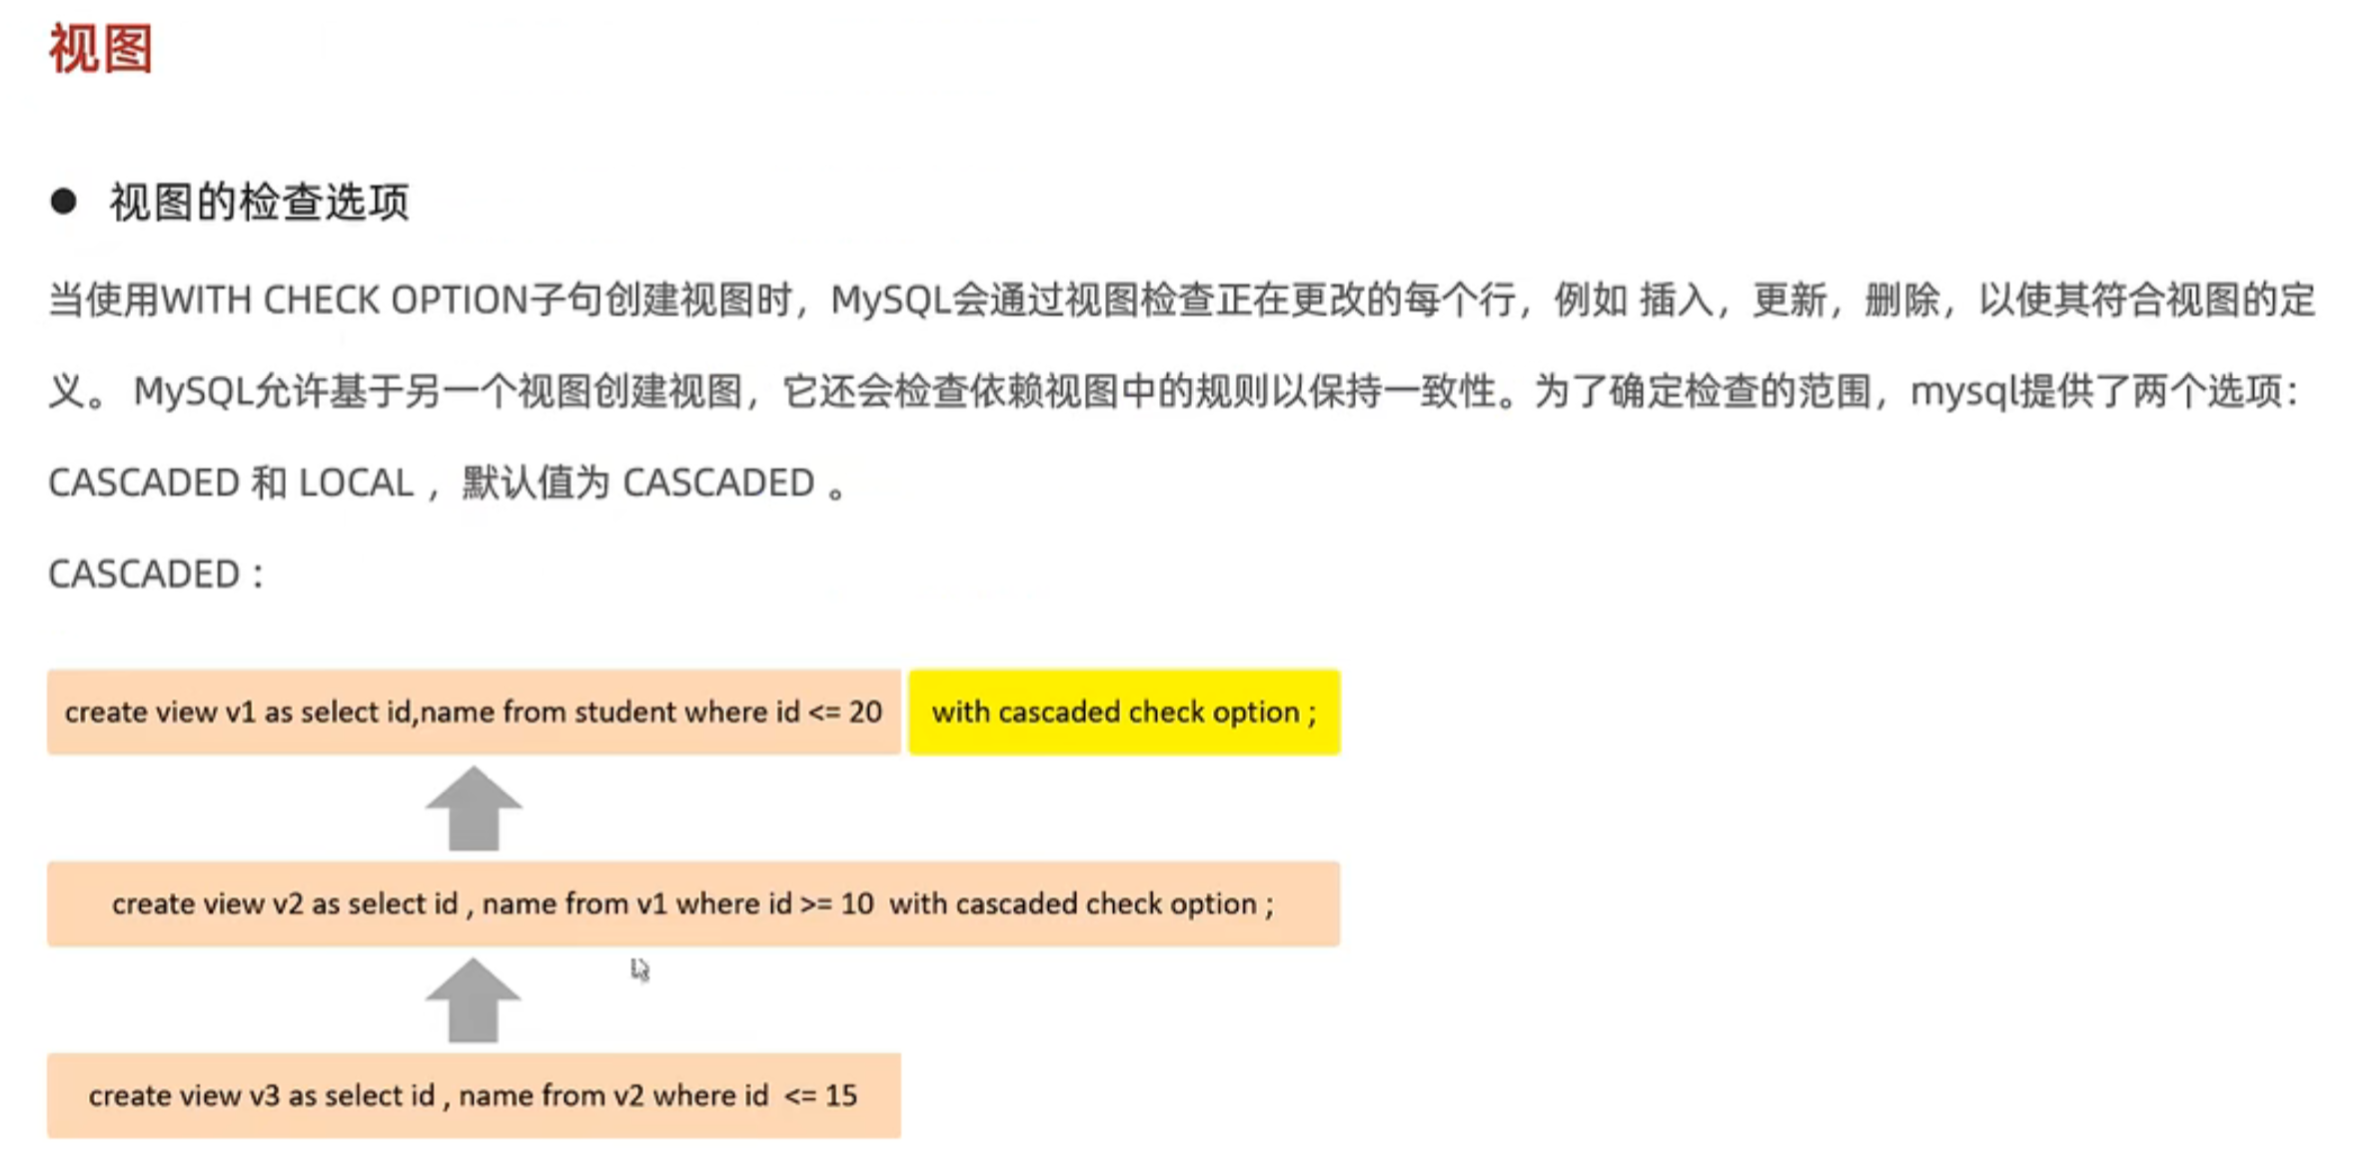 视图
● 视图的检查选项
当使用WITH CHECK OPTION子句创建视图时，MySQL会通过视图检查正在更改的每个行，例如 插入，更新，删除，以使其符合视图的定
义。 MySQL允许基于另一个视图创建视图，它还会检查依赖视图中的规则以保持一致性。为了确定检查的范围，mysql提供了两个选项：
CASCADED 和 LOCAL ，默认值为 CASCADED 。
CASCADED :
create view v1 as select id,name from student where id <= 20 with cascaded check option ;
create view v2 as select id , name from v1 where id >= 10 with cascaded check option ;
create view v3 as select id , name from v2 where id <= 15